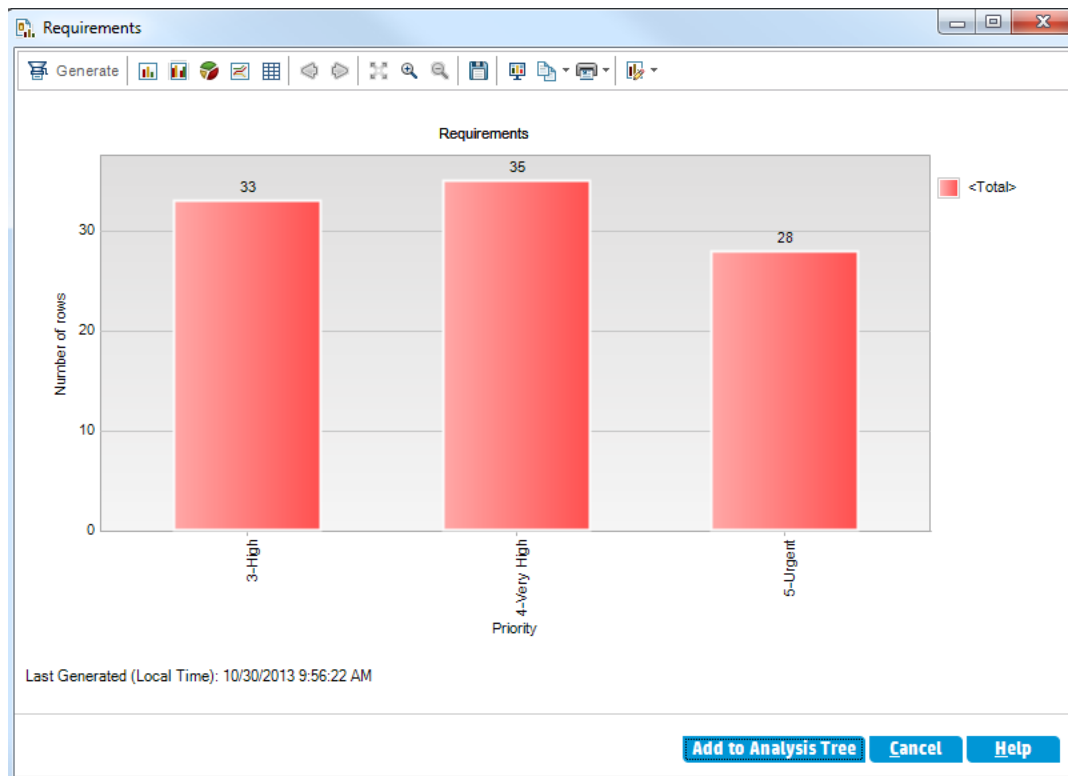 Requirements
Generate
Requirements
33
35
28
<Total>
30
20
10
0
Number of rows
3-High
4-Very High
5-Urgent
Priority
Last Generated (Local Time): 10/30/2013 9:56:22 AM
Add to Analysis Tree
Cancel
Help